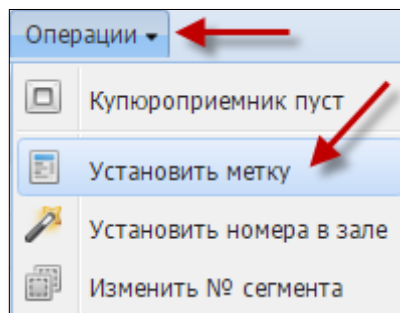 Операции
Купюроприемник пуст
Установить метку
Установить номера в зале
Изменить № сегмента